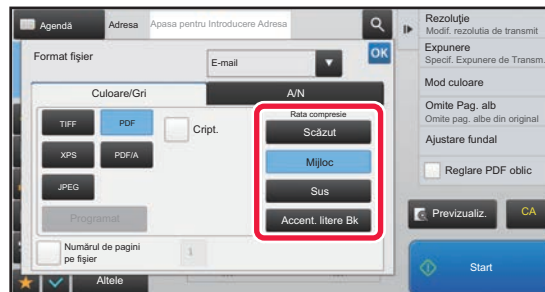 Agendă
Adresa
Apasa pentru Introducere Adresa
Format fișier
E-mail
OK
Culoare/Gri
A/N
TIFF
PDF
Cript.
XPS
PDF/A
JPEG
Programat
Numărul de pagini
pe fișier
1
Rata compresie
Scăzut
Mijloc
Sus
Accent. litere Bk
Altele
Rezoluție
Modif. rezolutia de transmit
Expunere
Specif. Expunere de Transm.
Mod culoare
Omite Pag. alb
Omite pag. albe din original
Ajustare fundal
Reglare PDF oblic
Previzualiz.
CA
Start